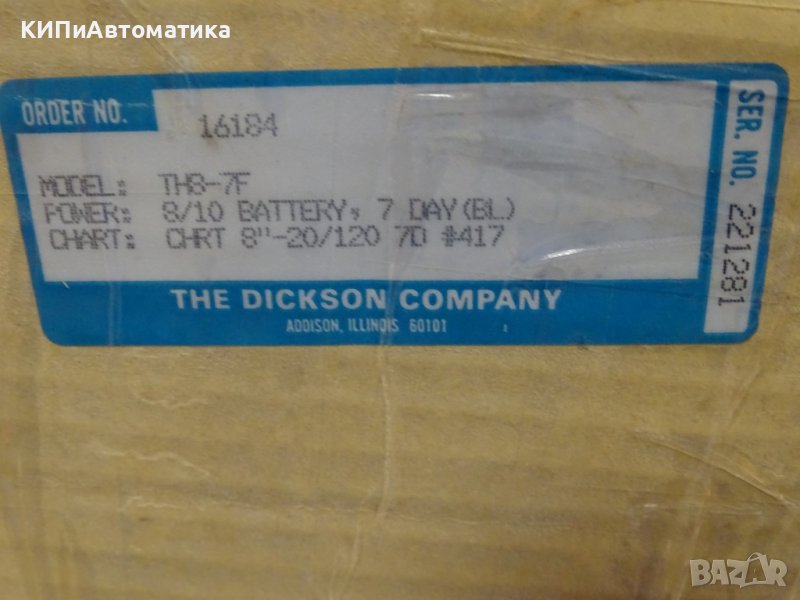 КИПиАвтоматика
ORDER NO.
16184
SER. NO. 221281
MODEL: TH8-7F
POWER: 8/10 BATTERY, 7 DAY(BL)
CHART: CHRT 8"-20/120 7D #417
THE DICKSON COMPANY
ADDISON, ILLINOIS 60101
BAZAR